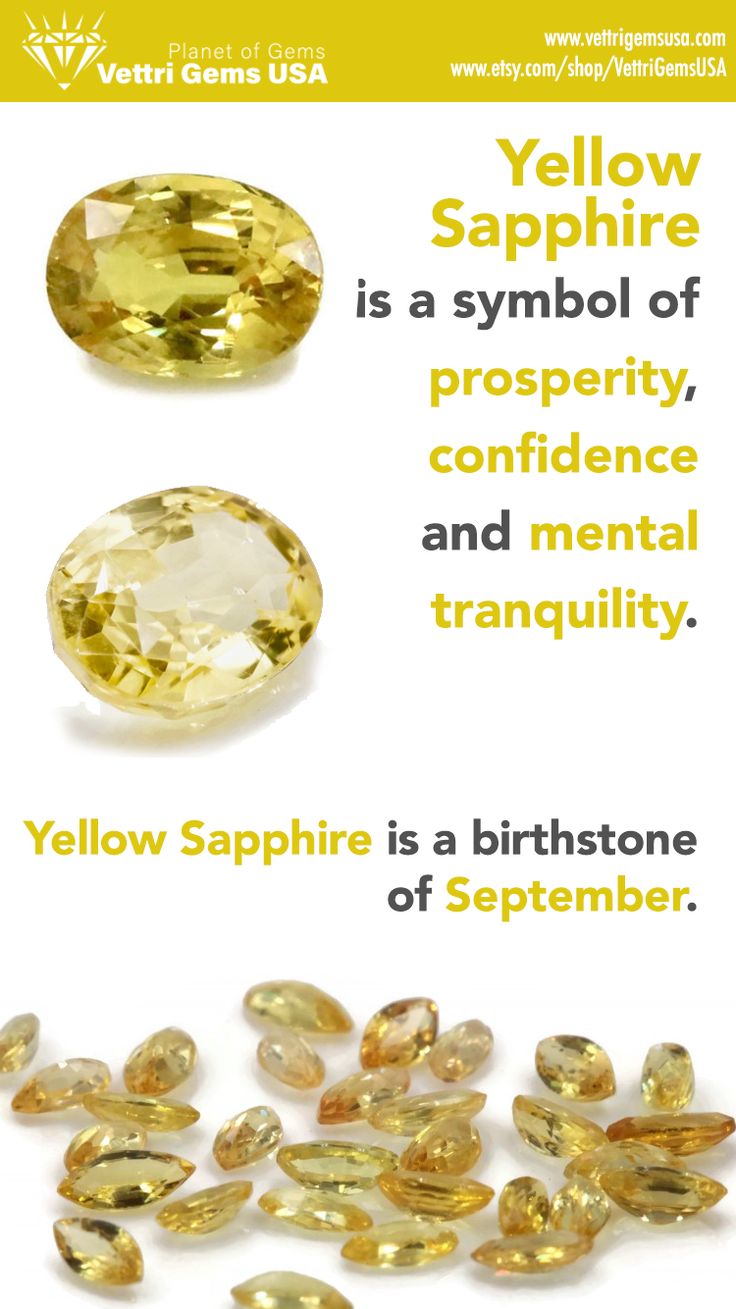 Planet of Gems
Vettri Gems USA
www.vettrigemsusa.com
www.etsy.com/shop/VettriGemsUSA
Yellow
Sapphire
is a symbol of
prosperity,
confidence
and mental
tranquility.
Yellow Sapphire is a birthstone
of September.